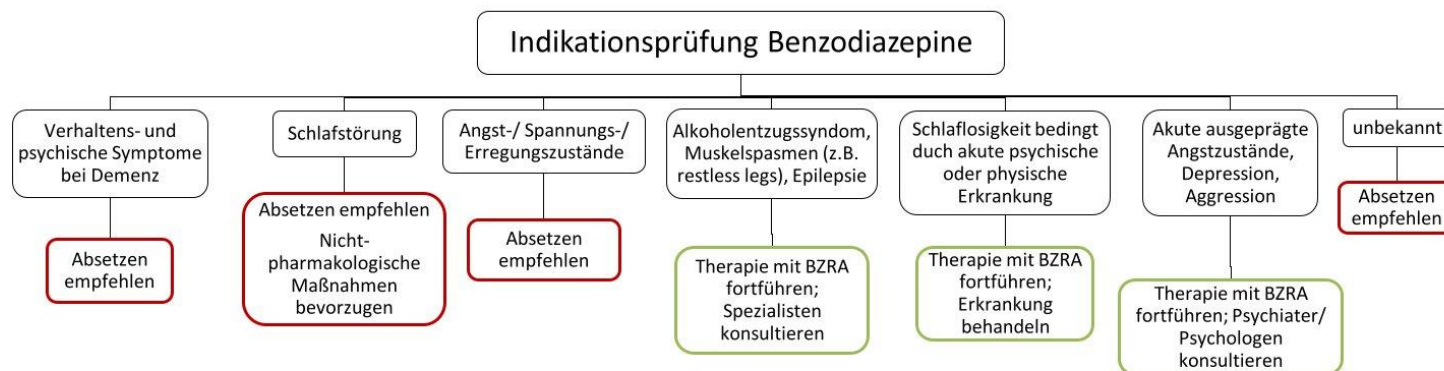 Indikationsprüfung Benzodiazepine
Verhaltens- und
psychische Symptome
bei Demenz
Absetzen
empfehlen
Schlafstörung
Absetzen empfehlen
Nicht-
pharmakologische
Maßnahmen
bevorzugen
Angst-/ Spannungs-/
Erregungszustände
Absetzen
empfehlen
Alkoholentzugssyndom,
Muskelspasmen (z.B.
restless legs), Epilepsie
Therapie mit BZRA
fortführen;
Spezialisten
konsultieren
Schlaflosigkeit bedingt
duch akute psychische
oder physische
Erkrankung
Therapie mit BZRA
fortführen;
Erkrankung
behandeln
Akute ausgeprägte
Angstzustände,
Depression,
Aggression
Therapie mit BZRA
fortführen; Psychiater/
Psychologen
konsultieren
unbekannt
Absetzen
empfehlen